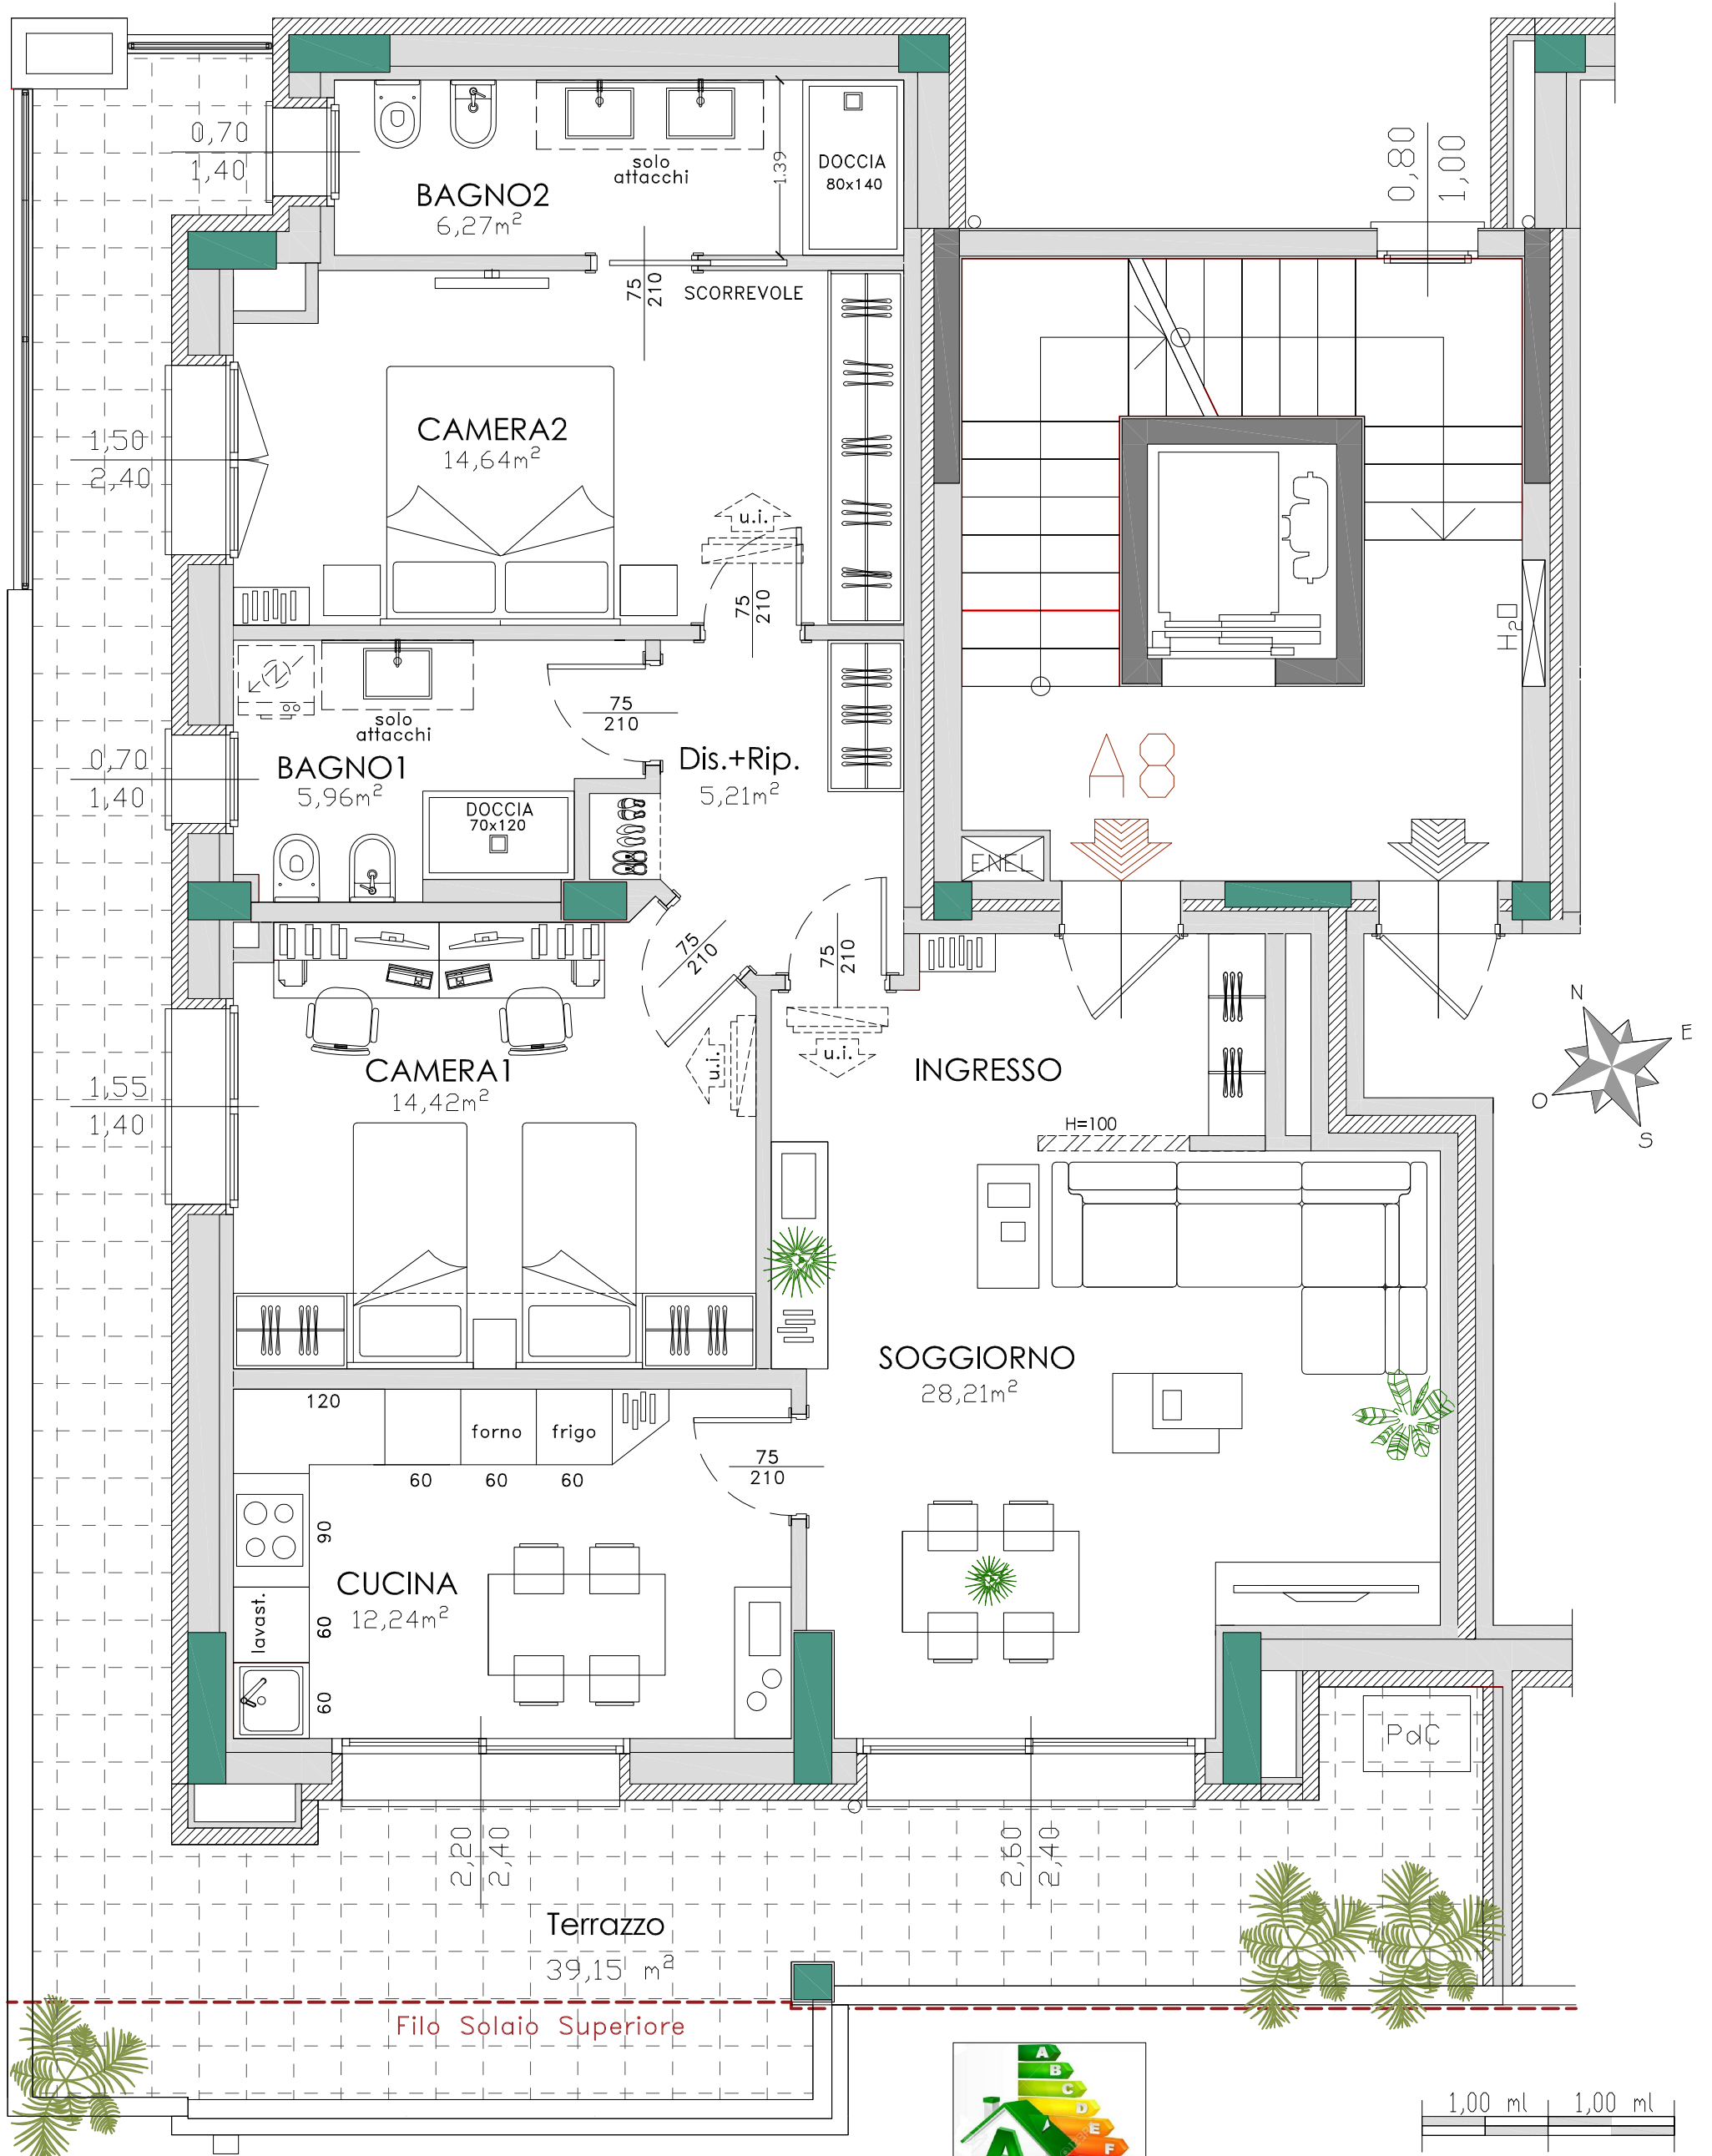 0,70
1,40
BAGNO2
6,27m²
solo
attacchi
1.39
DOCCIA
80x140
0,80
1,00
75
210
SCORREVOLE
CAMERA2
14,64m²
1,50
2,40
u.i.
75
210
H2O
solo
attacchi
75
210
BAGNO1
5,96m²
0,70
1,40
Dis.+Rip.
5,21m²
A8
DOCCIA
70x120
ENEL
75
210
75
210
u.i.
u.i.
CAMERA1
14,42m²
1,55
1,40
INGRESSO
H=100
N
E
O
S
SOGGIORNO
28,21m²
120
forno
frigo
60
60
60
75
210
90
CUCINA
12,24m²
lavast.
60
60
PdC
2,20
2,40
2,60
2,40
Terrazzo
39,15 m²
Filo Solaio Superiore
A
B
C
D
E
F
A
1,00 ml
1,00 ml